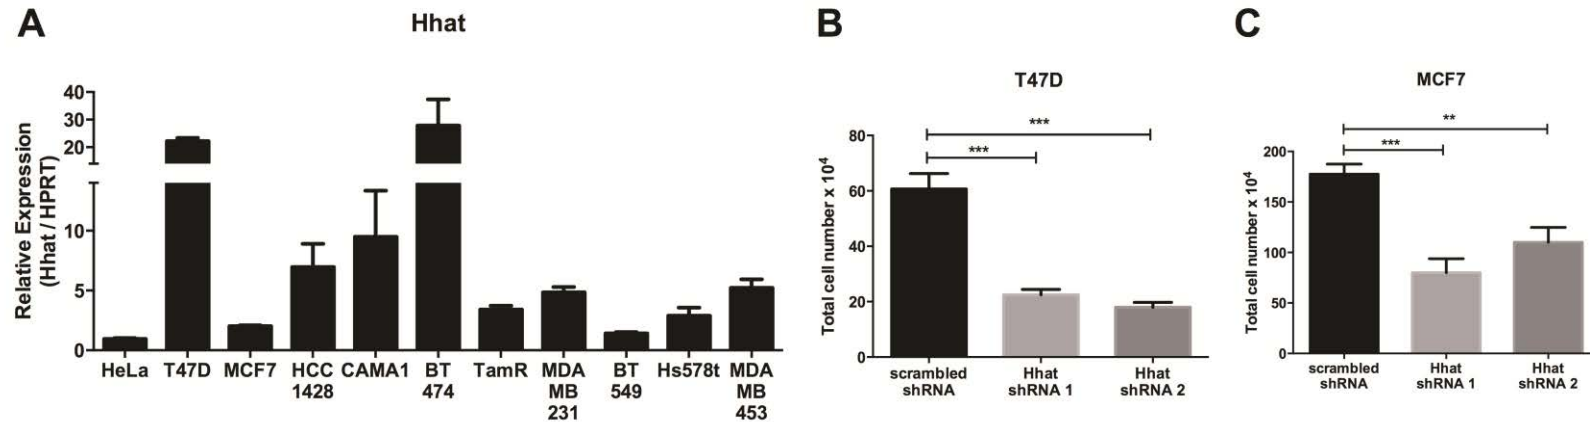 A
Hhat
Relative Expression
(Hhat / HPRT)
40
30
20
10
5
0
HeLa
T47D
MCF7
HCC
1428
CAMA1
BT
474
TamR
MDA
MB
231
BT
549
Hs578t
MDA
MB
453
B
T47D
Total cell number x 10⁴
80
60
40
20
0
***
***
scrambled
shRNA
Hhat
shRNA 1
Hhat
shRNA 2
C
MCF7
Total cell number x 10⁴
200
150
100
50
0
**
***
scrambled
shRNA
Hhat
shRNA 1
Hhat
shRNA 2